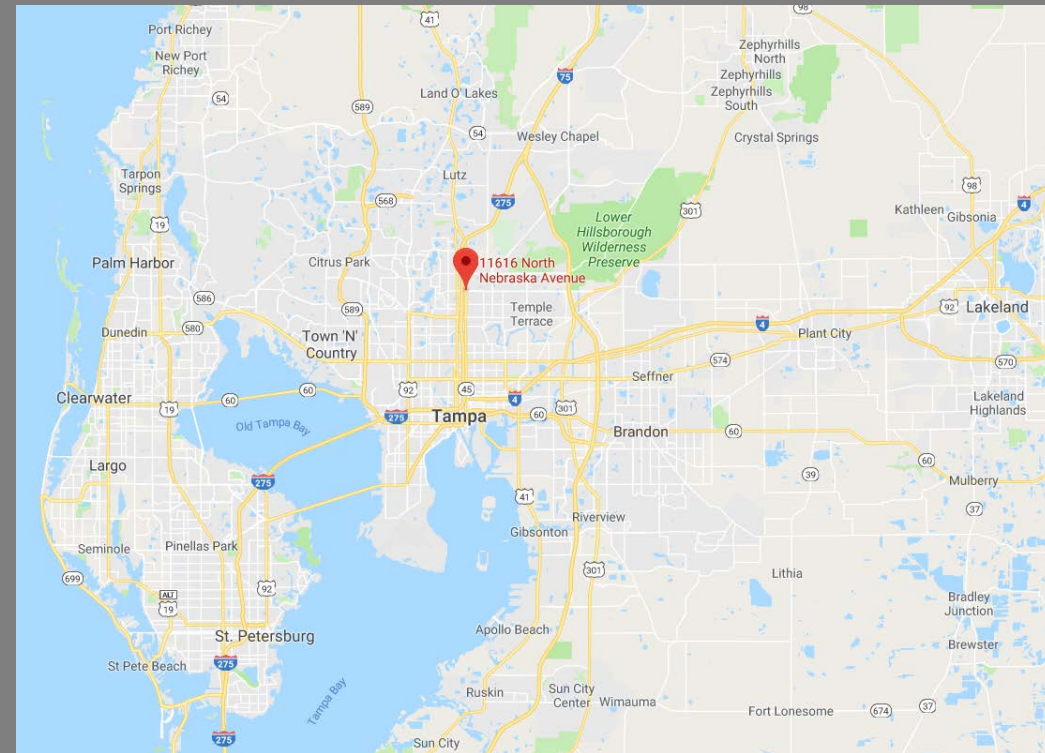 41
98
Port Richey
New Port
Richey
Zephyrhills
North
Zephyrhills
Zephyrhills
South
75
Land O' Lakes
54
589
54
Wesley Chapel
Crystal Springs
Tarpon
Springs
Lutz
568
275
301
98
4
Kathleen
Gibsonia
19
Lower
Hillsborough
Wilderness
Preserve
Palm Harbor
Citrus Park
11616 North
Nebraska Avenue
586
589
Temple
Terrace
92
Lakeland
Dunedin
580
Town 'N'
Country
4
Plant City
574
570
Seffner
Clearwater
19
60
60
92
45
4
Lakeland
Highlands
275
Tampa
60
301
Old Tampa Bay
Brandon
60
60
Largo
275
39
Mulberry
41
37
Riverview
Gibsonton
Seminole
Pinellas Park
699
92
301
Lithia
ALT
19
Bradley
Junction
St. Petersburg
Apollo Beach
Brewster
St Pete Beach
275
Tampa Bay
Ruskin
Sun City
Center
Wimauma
Fort Lonesome
674
37
275
Sun City